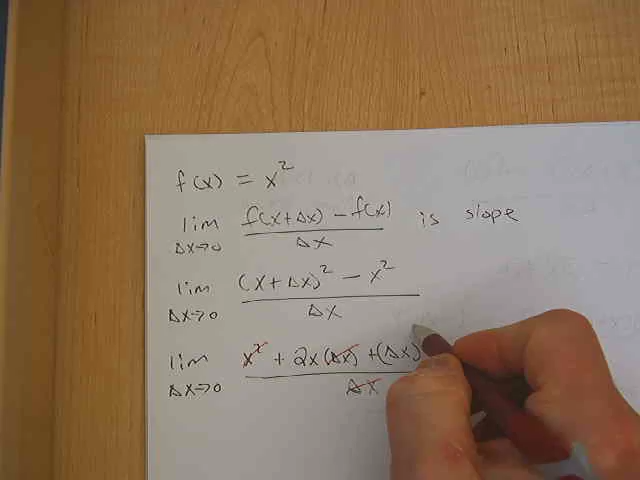 f(x) = x²
lim Δx→0 f(x+Δx) – f(x) / Δx is slope
lim Δx→0 (x+Δx)² – x² / Δx
lim Δx→0 x² + 2x(Δx) + (Δx) / Δx